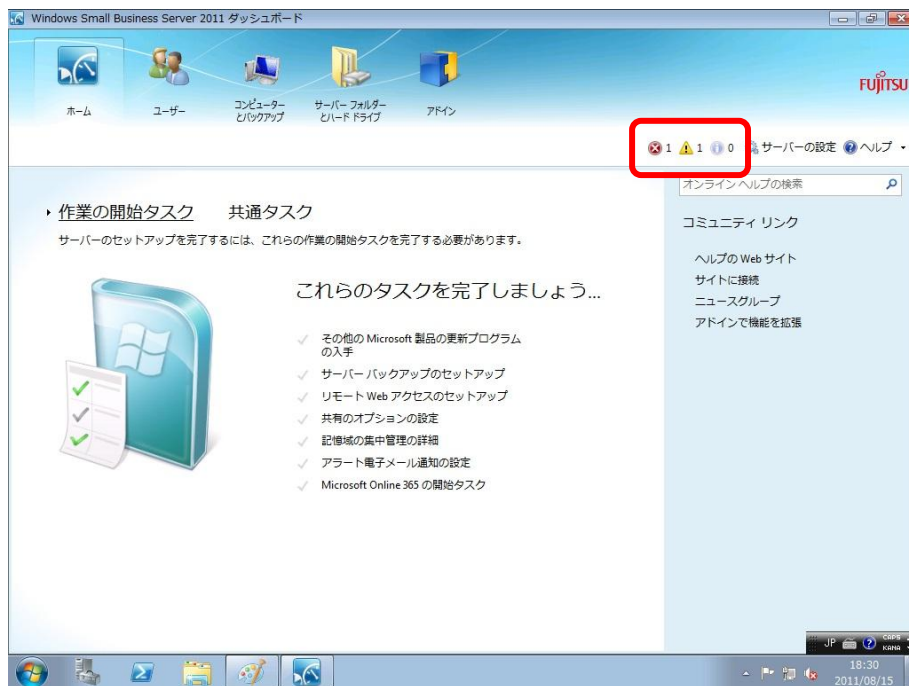 Windows Small Business Server 2011 ダッシュボード
ホーム
ユーザー
コンピューター
とバックアップ
サーバー フォルダー
とハード ドライブ
アドイン
FUJITSU
1 1 0 サーバーの設定 ヘルプ
オンライン ヘルプの検索
作業の開始タスク 共通タスク
サーバーのセットアップを完了するには、これらの作業の開始タスクを完了する必要があります。
コミュニティ リンク
ヘルプの Web サイト
サイトに接続
ニュースグループ
アドインで機能を拡張
これらのタスクを完了しましょう...
その他の Microsoft 製品の更新プログラム
の入手
サーバー バックアップのセットアップ
リモート Web アクセスのセットアップ
共有のオプションの設定
記憶域の集中管理の詳細
アラート電子メール通知の設定
Microsoft Online 365 の開始タスク
JP CAPS
KANA
18:30
2011/08/15